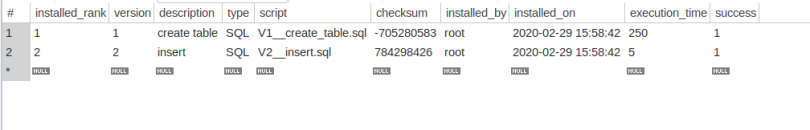 # installed_rank version description type script checksum installed_by installed_on execution_time success
1 1 1 create table SQL V1__create_table.sql -705280583 root 2020-02-29 15:58:42 250 1
2 2 2 insert SQL V2__insert.sql 784298426 root 2020-02-29 15:58:42 5 1
* NULL NULL NULL NULL NULL NULL NULL NULL NULL NULL